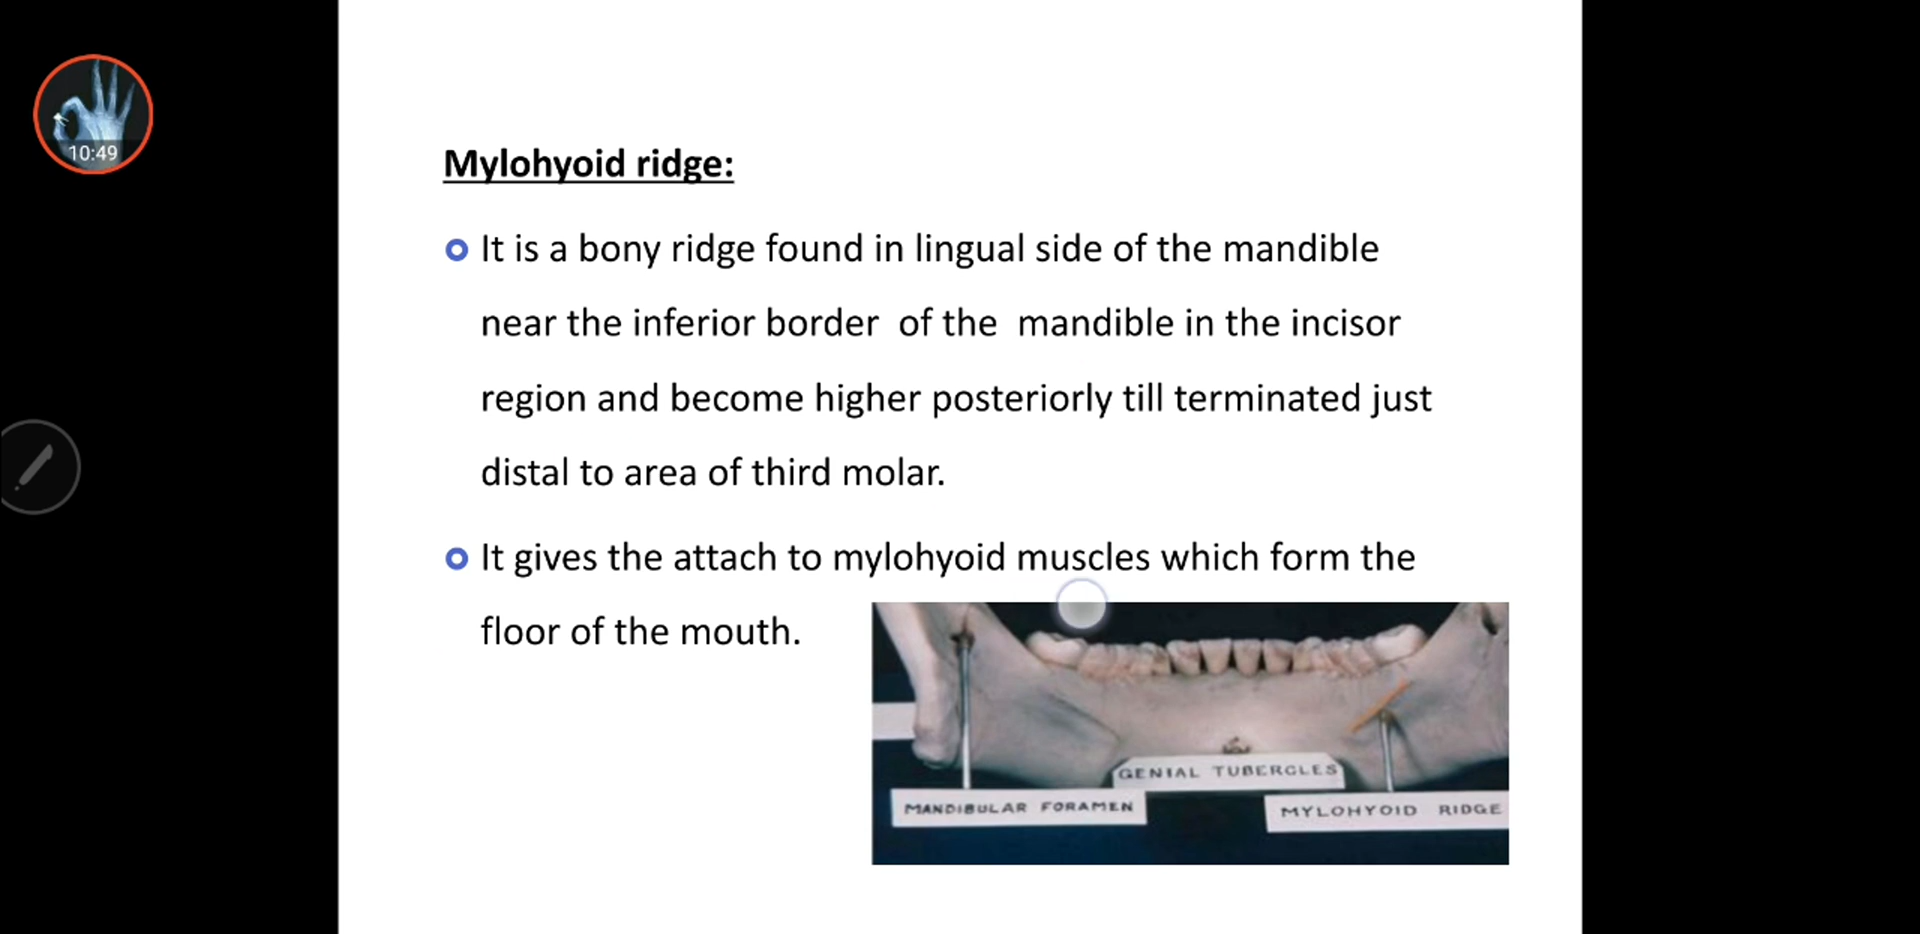 10:49
Mylohyoid ridge:
It is a bony ridge found in lingual side of the mandible
near the inferior border of the mandible in the incisor
region and become higher posteriorly till terminated just
distal to area of third molar.
It gives the attach to mylohyoid muscles which form the
floor of the mouth.
GENIAL TUBERCLES
MANDIBULAR FORAMEN
MYLOHYOID RIDGE